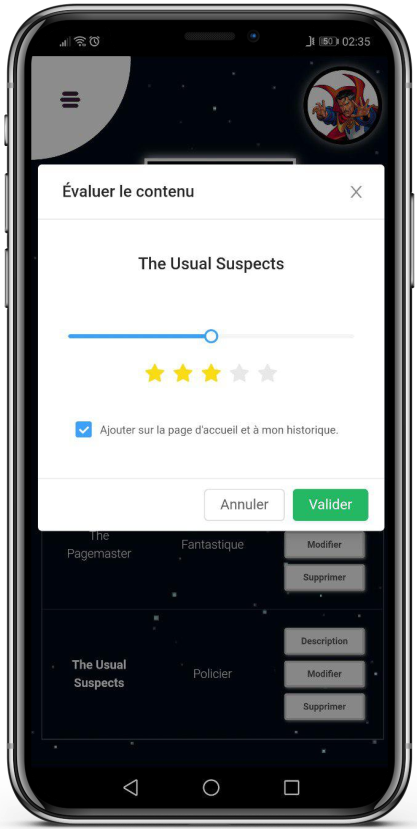 50 02:35
Évaluer le contenu
The Usual Suspects
Ajouter sur la page d'accueil et à mon historique.
Annuler Valider
The
Pagemaster
Fantastique
Modifier
Supprimer
The Usual
Suspects
Policier
Description
Modifier
Supprimer